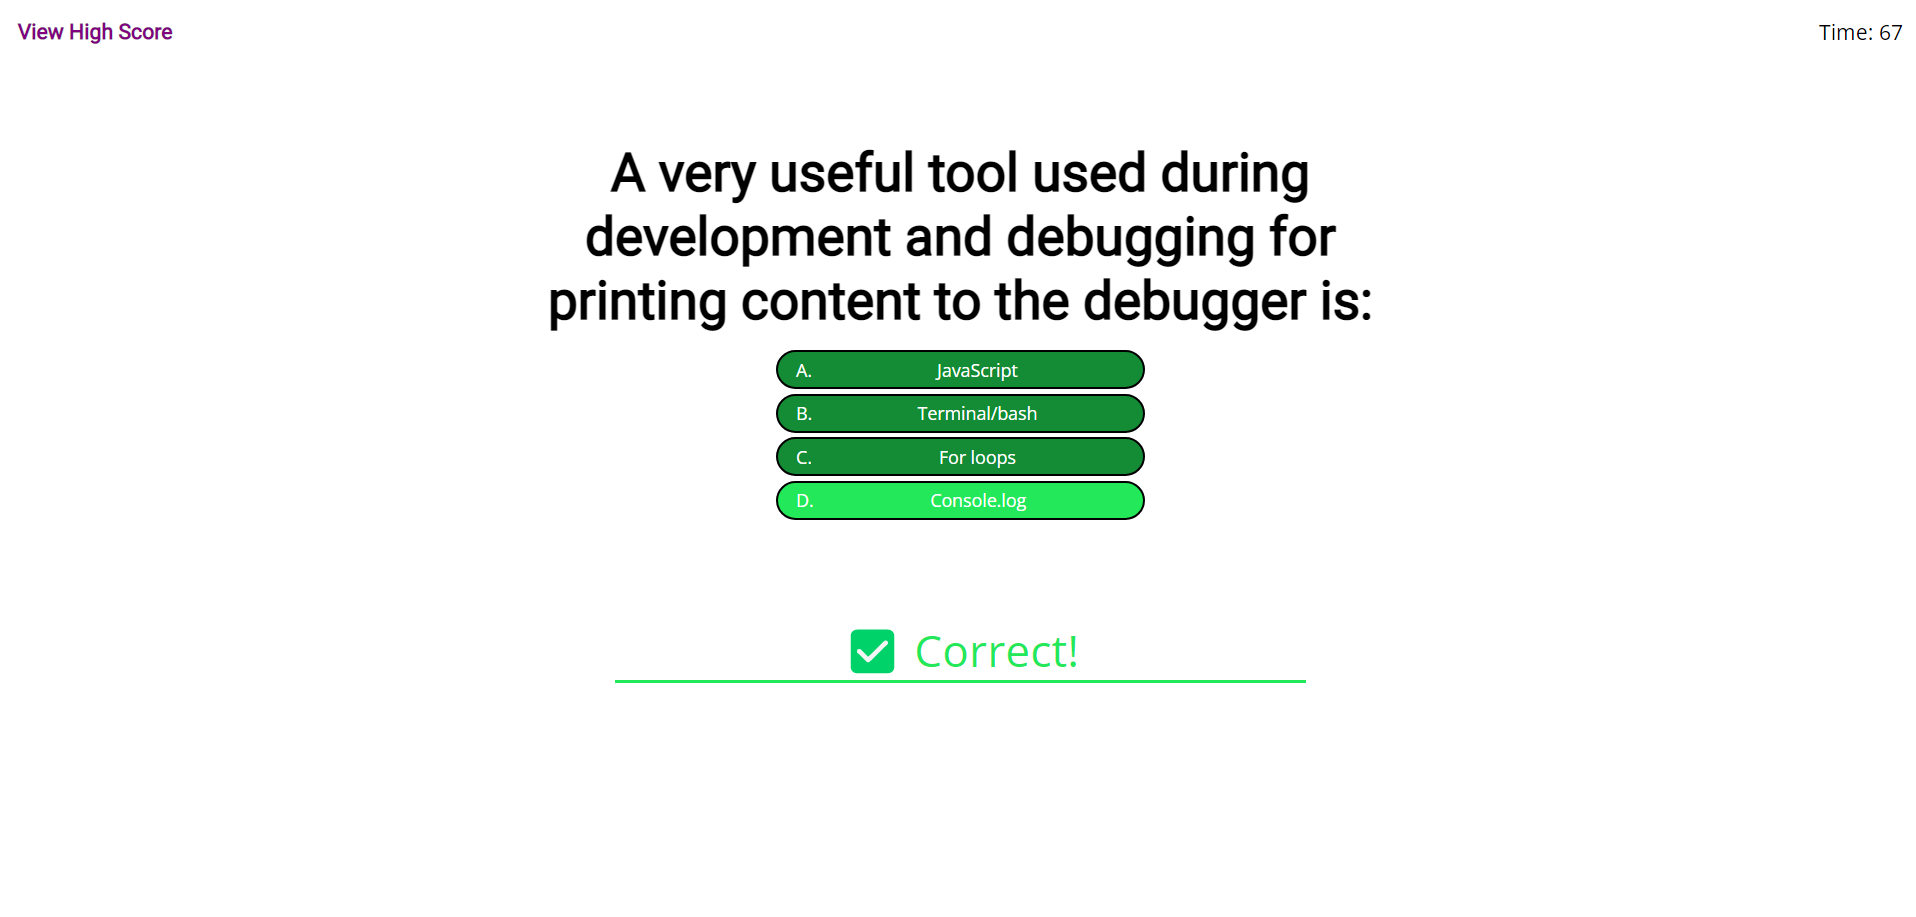 View High Score
Time: 67
A very useful tool used during
development and debugging for
printing content to the debugger is:
A. JavaScript
B. Terminal/bash
C. For loops
D. Console.log
Correct!